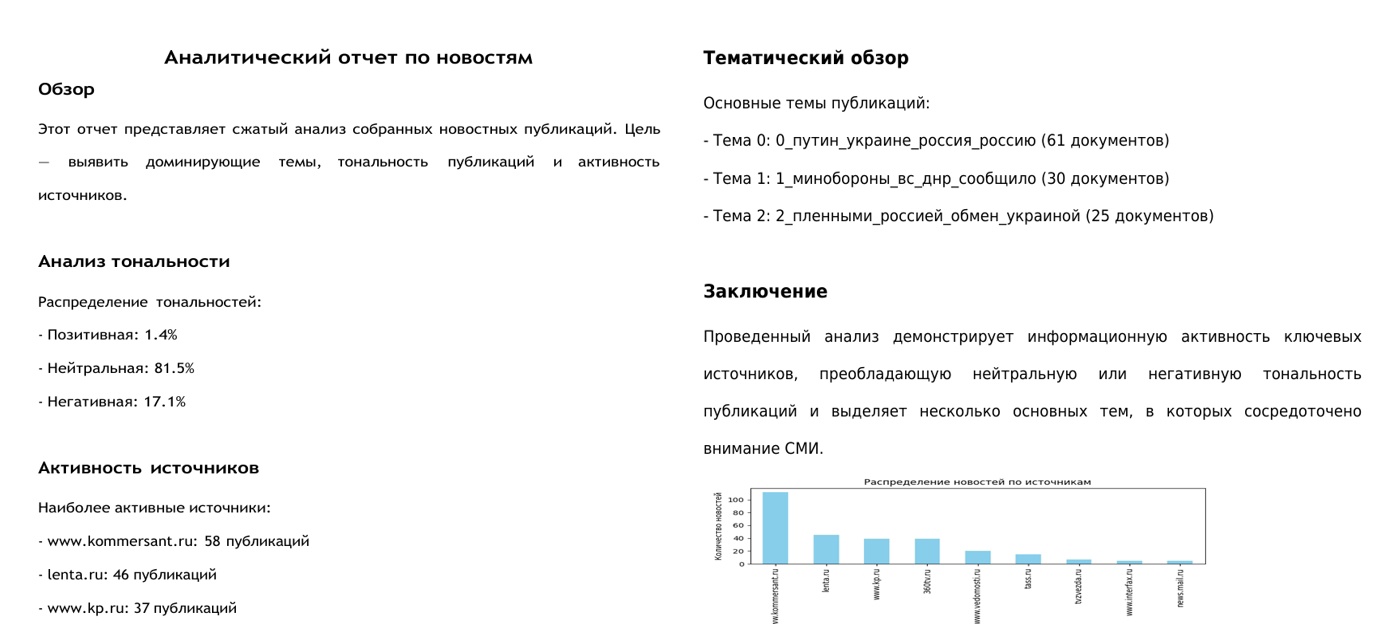 Аналитический отчет по новостям
Обзор
Этот отчет представляет сжатый анализ собранных новостных публикаций. Цель
— выявить доминирующие темы, тональность публикаций и активность
источников.
Анализ тональности
Распределение тональностей:
- Позитивная: 1.4%
- Нейтральная: 81.5%
- Негативная: 17.1%
Активность источников
Наиболее активные источники:
- www.kommersant.ru: 58 публикаций
- lenta.ru: 46 публикаций
- www.kp.ru: 37 публикаций
Тематический обзор
Основные темы публикаций:
- Тема 0: 0_путин_украине_россия_россию (61 документов)
- Тема 1: 1_минобороны_вс_днр_сообщило (30 документов)
- Тема 2: 2_пленными_россией_обмен_украиной (25 документов)
Заключение
Проведенный анализ демонстрирует информационную активность ключевых
источников, преобладающую нейтральную или негативную тональность
публикаций и выделяет несколько основных тем, в которых сосредоточено
внимание СМИ.
Распределение новостей по источникам
Количество новостей
100
80
60
40
20
0
ww.kommersant.ru
lenta.ru
www.kp.ru
360tv.ru
www.vedomosti.ru
tass.ru
tvzvezda.ru
www.interfax.ru
news.mail.ru